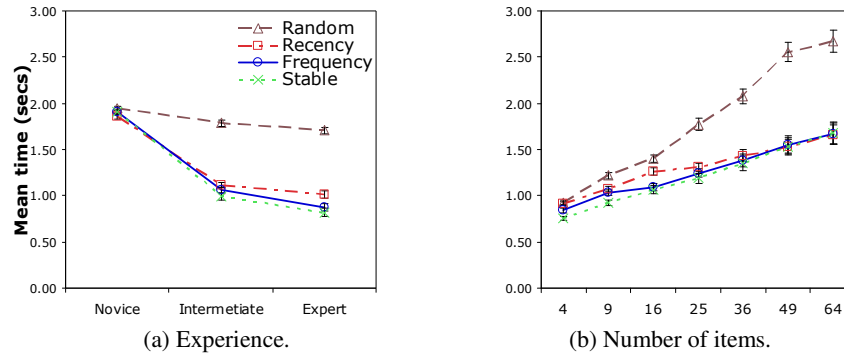 3.00
2.50
2.00
1.50
1.00
0.50
0.00
Mean time (secs)
Random
Recency
Frequency
Stable
Novice Intermetiate Expert
(a) Experience.
3.00
2.50
2.00
1.50
1.00
0.50
0.00
4 9 16 25 36 49 64
(b) Number of items.